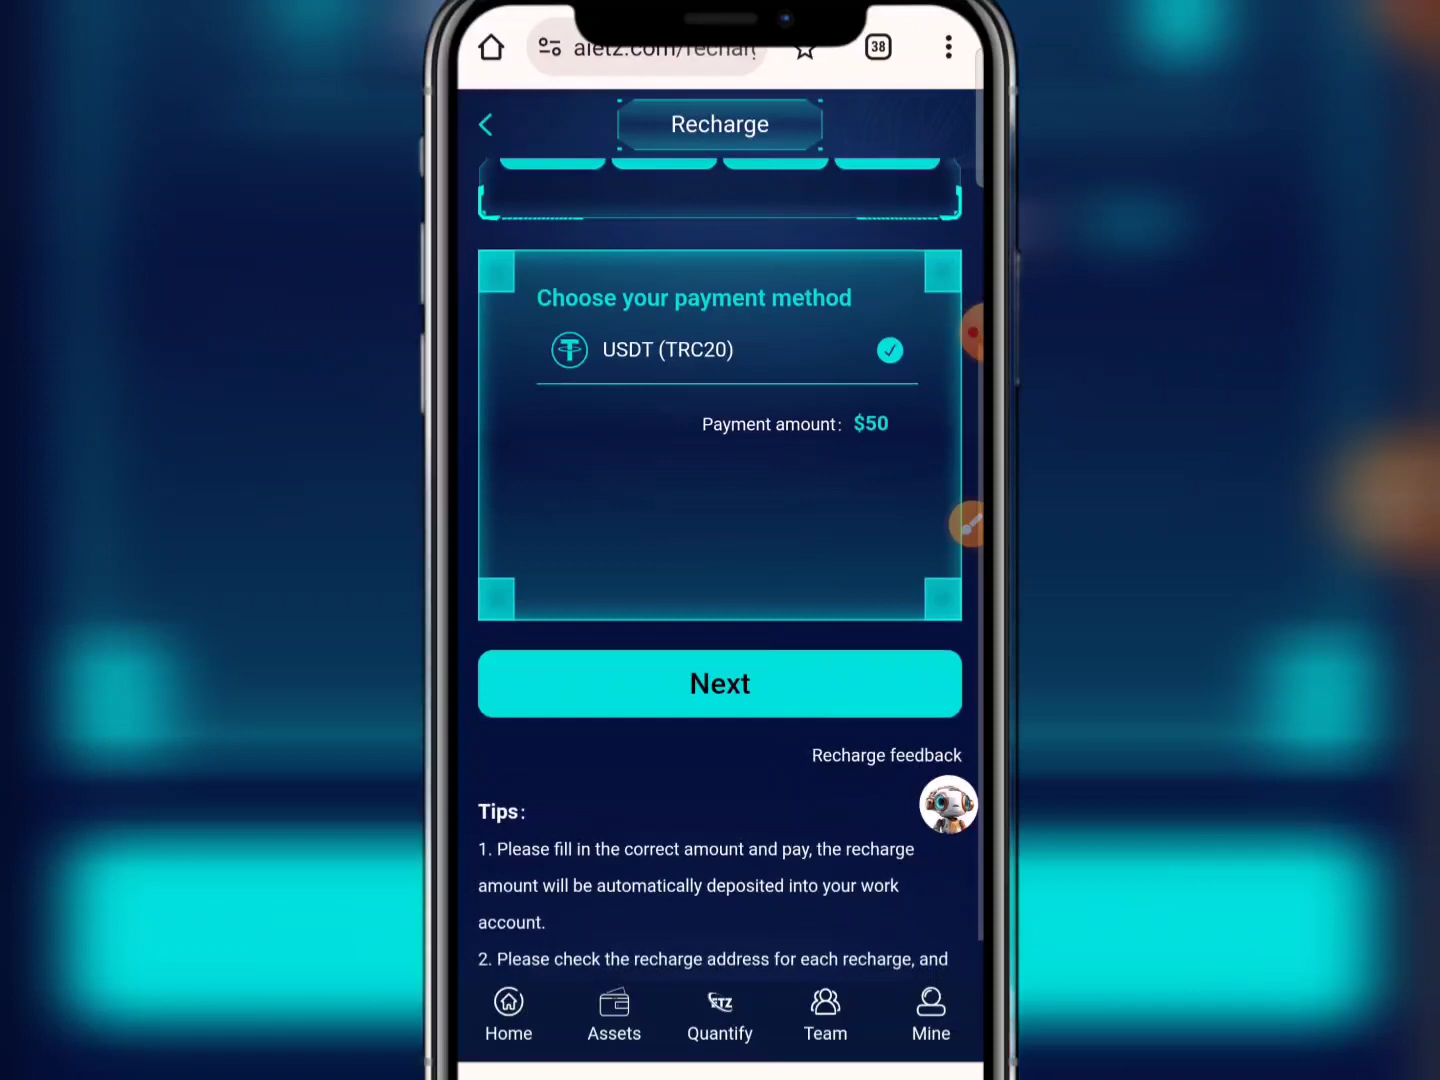 38
Recharge
Choose your payment method
USDT (TRC20)
Payment amount: $50
Next
Recharge feedback
Tips:
1. Please fill in the correct amount and pay, the recharge
amount will be automatically deposited into your work
account.
2. Please check the recharge address for each recharge, and
ETZ
Home
Assets
Quantify
Team
Mine